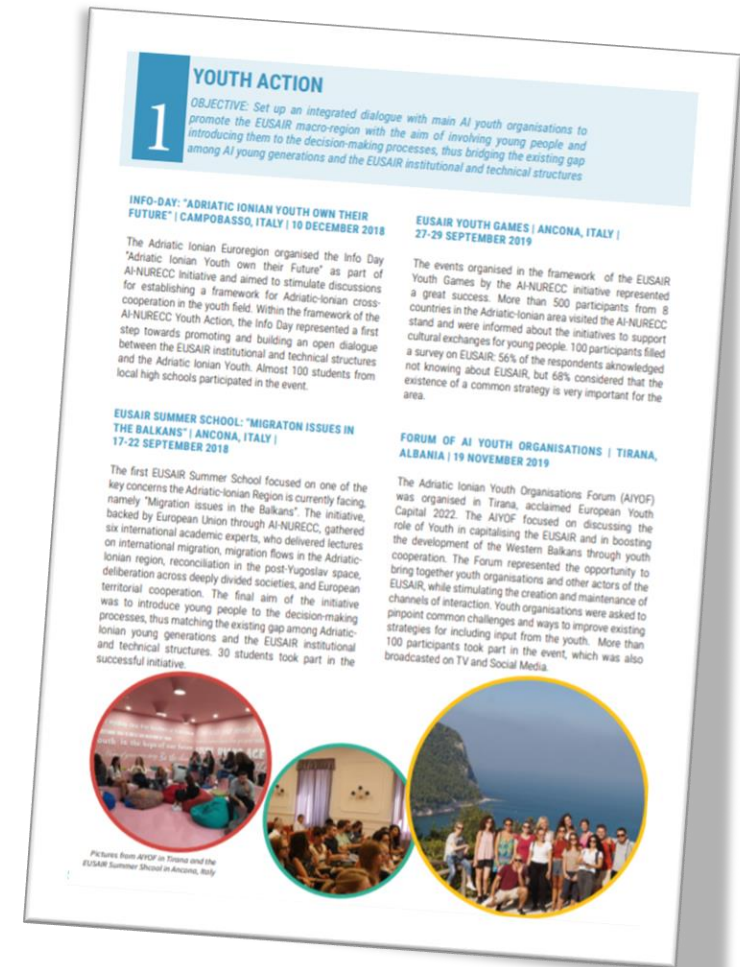 1
YOUTH ACTION
OBJECTIVE: Set up an integrated dialogue with main AI youth organisations to
promote the EUSAIR macro-region with the aim of involving young people and
introducing them to the decision-making processes, thus bridging the existing gap
among AI young generations and the EUSAIR institutional and technical structures
INFO-DAY: "ADRIATIC IONIAN YOUTH OWN THEIR
FUTURE" | CAMPOBASSO, ITALY | 10 DECEMBER 2018
The Adriatic Ionian Euroregion organised the Info Day
"Adriatic Ionian Youth own their Future" as part of
AI-NURECC Initiative and aimed to stimulate discussions
for establishing a framework for Adriatic-Ionian cross-
cooperation in the youth field. Within the framework of the
AI-NURECC Youth Action, the Info Day represented a first
step towards promoting and building an open dialogue
between the EUSAIR institutional and technical structures
and the Adriatic Ionian Youth. Almost 100 students from
local high schools participated in the event.
EUSAIR SUMMER SCHOOL: "MIGRATON ISSUES IN
THE BALKANS" | ANCONA, ITALY |
17-22 SEPTEMBER 2018
The first EUSAIR Summer School focused on one of the
key concerns the Adriatic-Ionian Region is currently facing,
namely "Migration issues in the Balkans". The initiative,
backed by European Union through AI-NURECC, gathered
six international academic experts, who delivered lectures
on international migration, migration flows in the Adriatic-
Ionian region, reconciliation in the post-Yugoslav space,
deliberation across deeply divided societies, and European
territorial cooperation. The final aim of the initiative
was to introduce young people to the decision-making
processes, thus matching the existing gap among Adriatic-
Ionian young generations and the EUSAIR institutional
and technical structures. 30 students took part in the
successful initiative.
EUSAIR YOUTH GAMES | ANCONA, ITALY |
27-29 SEPTEMBER 2019
The events organised in the framework of the EUSAIR
Youth Games by the AI-NURECC initiative represented
a great success. More than 500 participants from 8
countries in the Adriatic-Ionian area visited the AI-NURECC
stand and were informed about the initiatives to support
cultural exchanges for young people. 100 participants filled
a survey on EUSAIR: 56% of the respondents aknowledged
not knowing about EUSAIR, but 68% considered that the
existence of a common strategy is very important for the
area.
FORUM OF AI YOUTH ORGANISATIONS | TIRANA,
ALBANIA | 19 NOVEMBER 2019
The Adriatic Ionian Youth Organisations Forum (AIYOF)
was organised in Tirana, acclaimed European Youth
Capital 2022. The AIYOF focused on discussing the
role of Youth in capitalising the EUSAIR and in boosting
the development of the Western Balkans through youth
cooperation. The Forum represented the opportunity to
bring together youth organisations and other actors of the
EUSAIR, while stimulating the creation and maintenance of
channels of interaction. Youth organisations were asked to
pinpoint common challenges and ways to improve existing
strategies for including input from the youth. More than
100 participants took part in the event, which was also
broadcasted on TV and Social Media.
Pictures from AIYOF in Tirana and the
EUSAIR Summer Shcool in Ancona, Italy